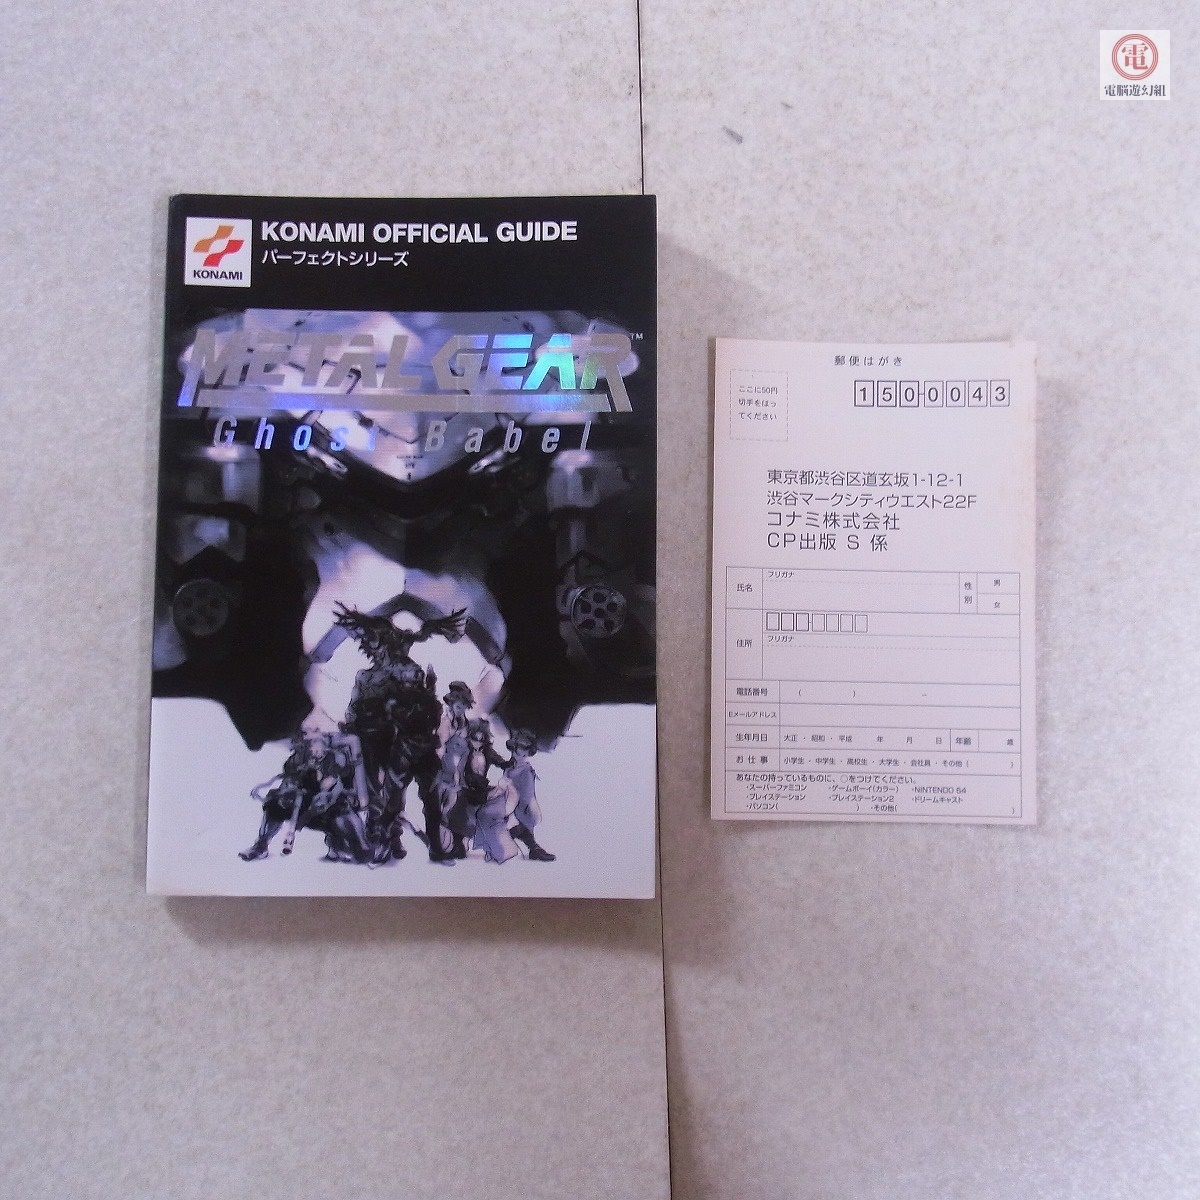 電
電脳遊幻組
KONAMI
KONAMI OFFICIAL GUIDE
パーフェクトシリーズ
METAL GEAR™
Ghost Babel
郵便はがき
ここに50円
切手をはっ
てください
150-0043
東京都渋谷区道玄坂1-12-1
渋谷マークシティウエスト22F
コナミ株式会社
CP出版 S 係
氏名
フリガナ
性別
男
女
住所
フリガナ
電話番号 （ ） －
Eメールアドレス
生年月日 大正・昭和・平成 年 月 日 年齢 歳
お仕事 小学生・中学生・高校生・大学生・会社員・その他（ ）
あなたの持っているものに、○をつけてください。
・スーパーファミコン ・ゲームボーイ(カラー) ・NINTENDO 64
・プレイステーション ・プレイステーション2 ・ドリームキャスト
・パソコン( ) ・その他( )